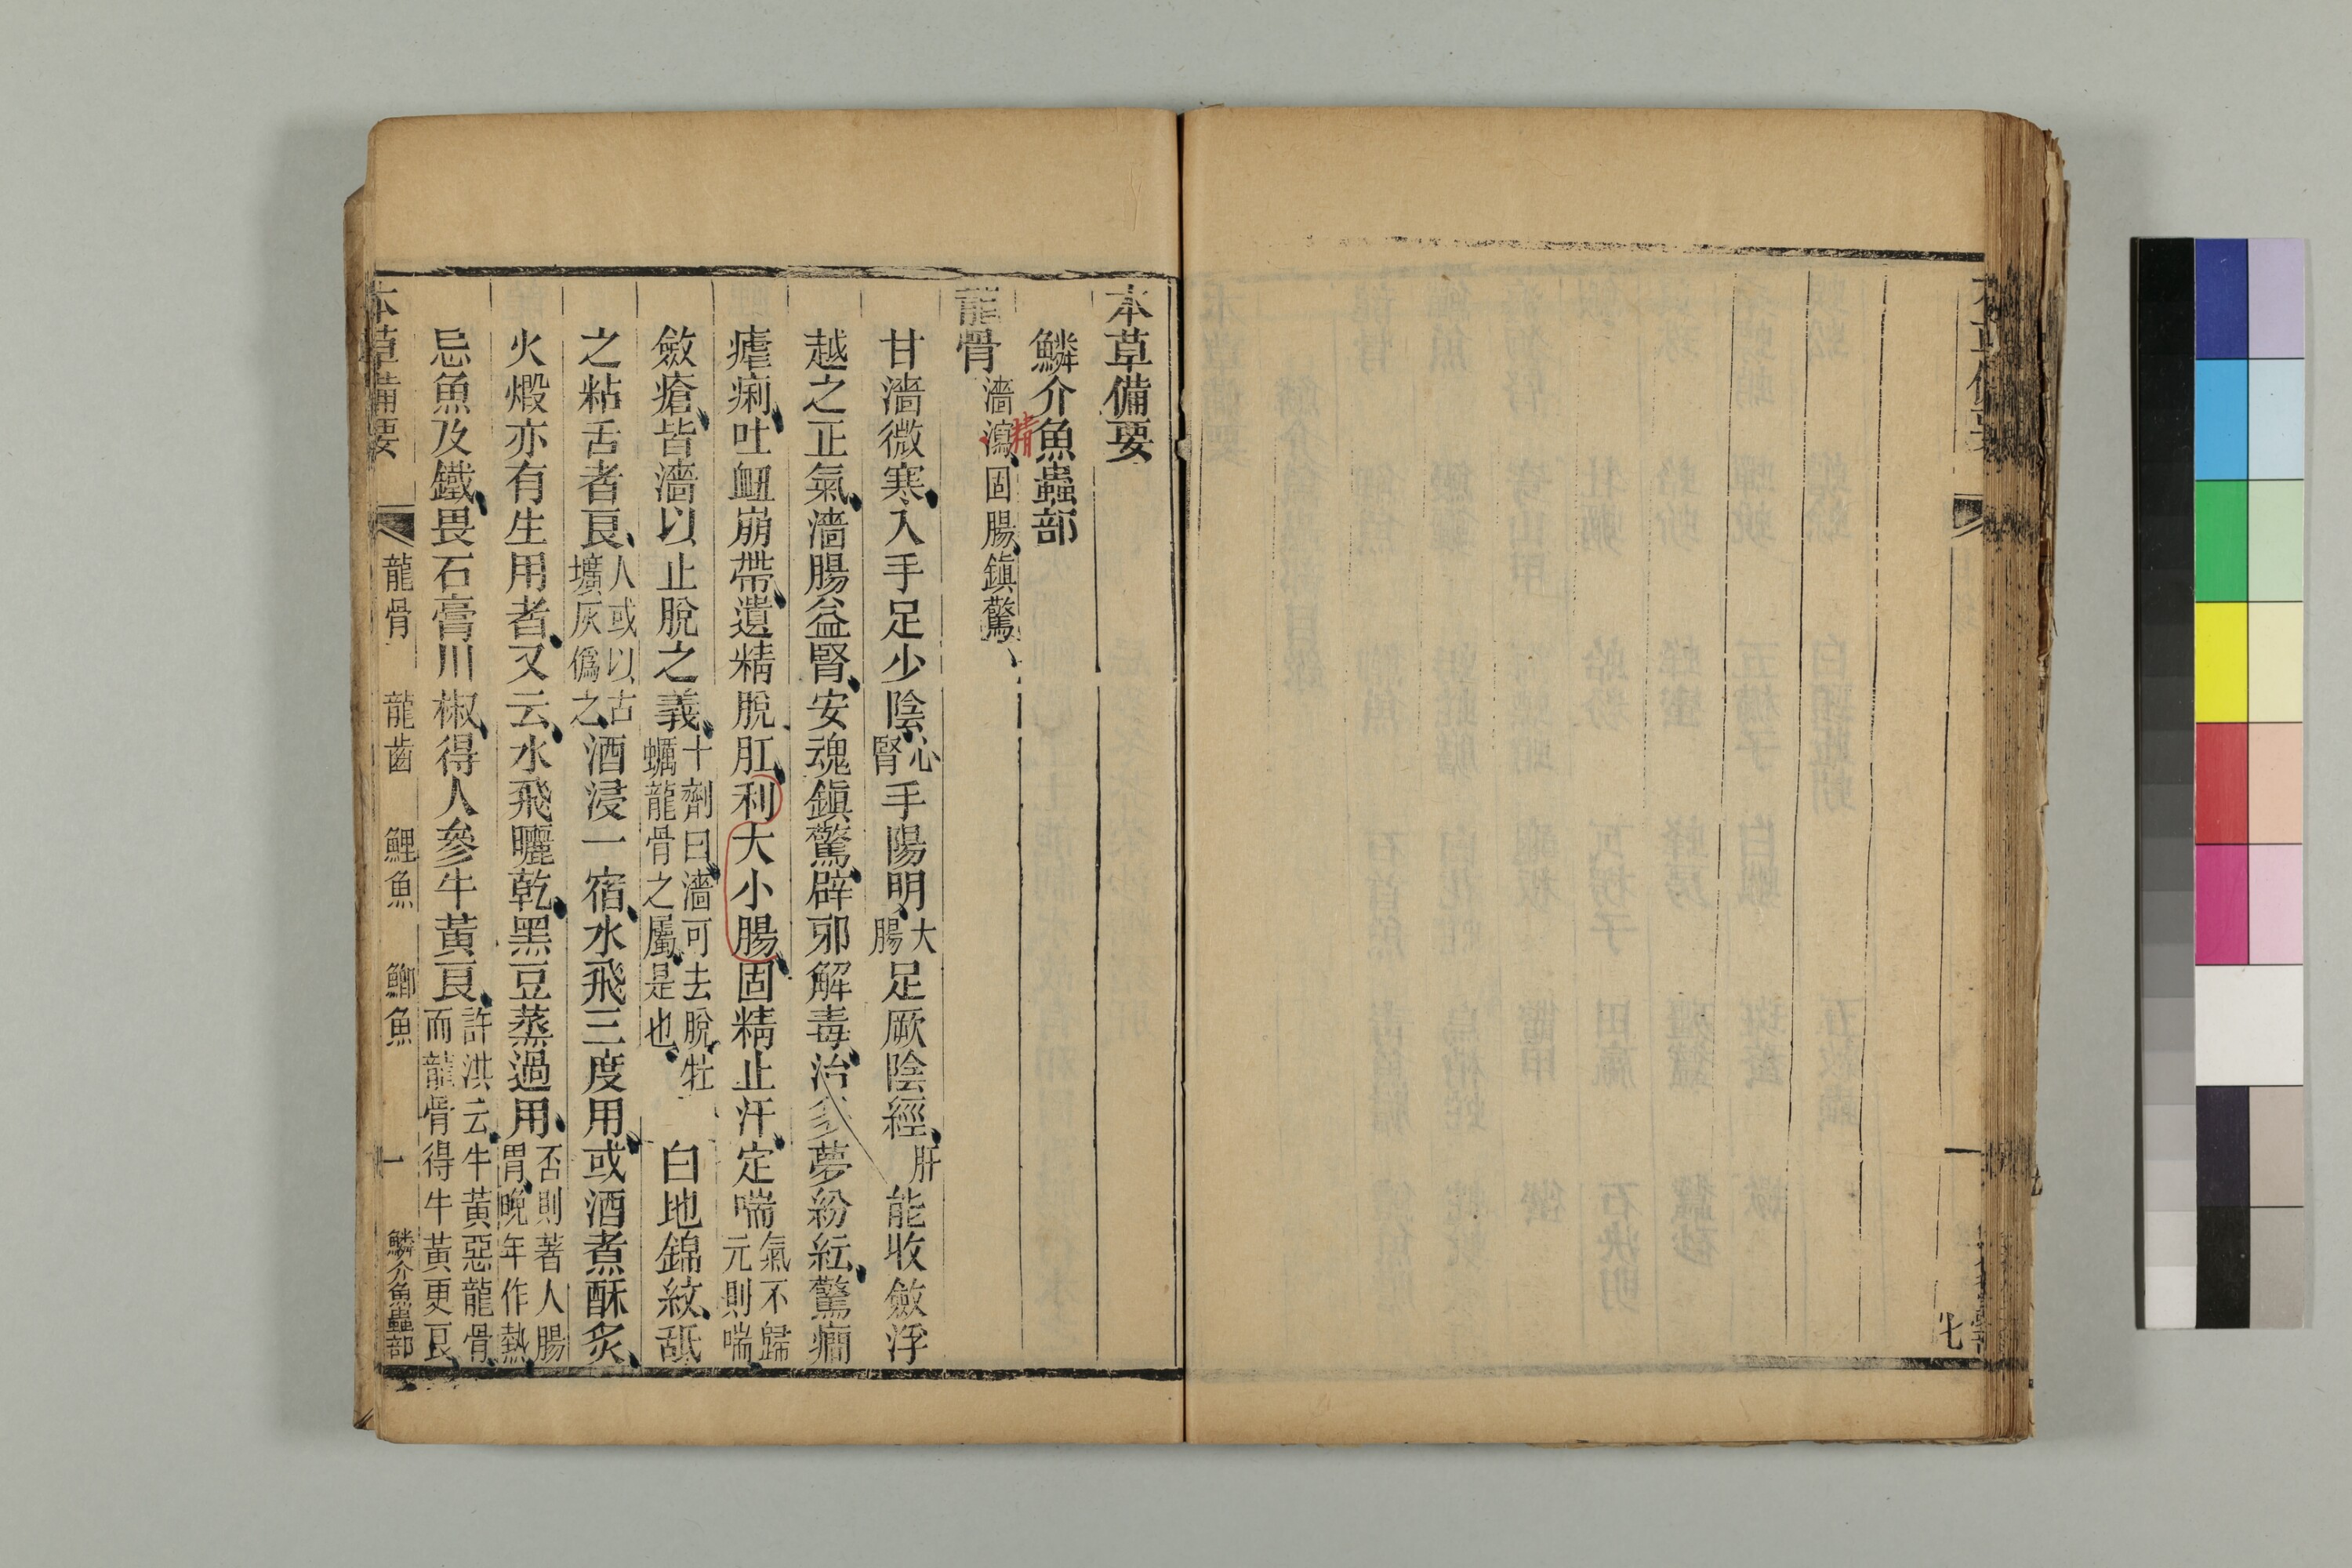 本草備要
鱗介魚蟲部
龍骨 濇瀉精固腸鎮驚
甘濇微寒入手足少陰心腎手陽明大腸足厥陰經肝能收斂浮
越之正氣濇腸益腎安魂鎮驚辟邪解毒治多夢紛紜驚癇
瘧痢吐衄崩帶遺精脫肛利大小腸固精止汗定喘氣不歸元則喘
斂瘡皆濇以止脫之義十劑曰濇可去脫牡蠣龍骨之屬是也 白地錦紋舐
之粘舌者良人或以古壙灰僞之酒浸一宿水飛三度用或酒煮酥炙
火煅亦有生用者又云水飛曬乾黑豆蒸過用否則著人腸胃晚年作熱
忌魚及鐵畏石膏川椒得人參牛黃良許洪云牛黃惡龍骨而龍骨得牛黃更良
本草備要 龍骨 龍齒 鯉魚 鯽魚 一 鱗介魚蟲部